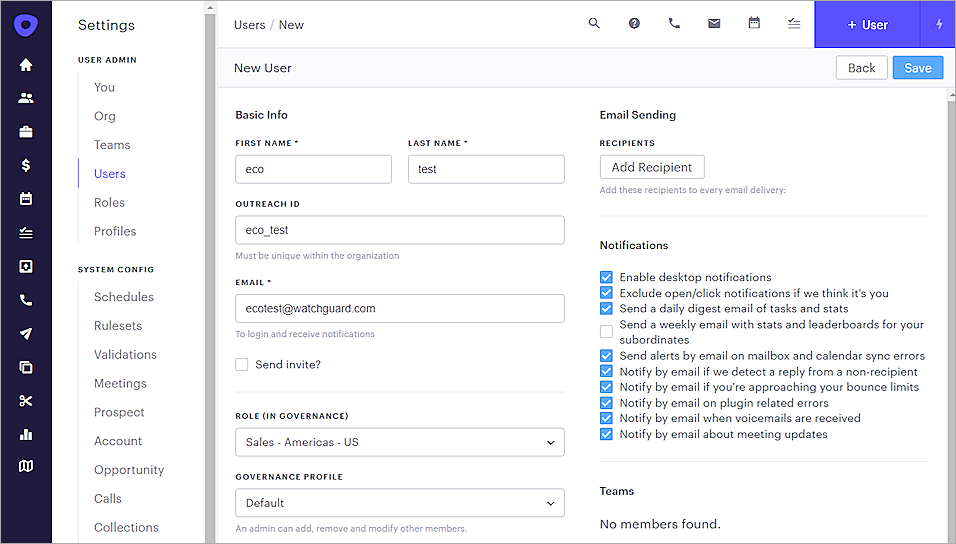 Settings
USER ADMIN
You
Org
Teams
Users
Roles
Profiles
SYSTEM CONFIG
Schedules
Rulesets
Validations
Meetings
Prospect
Account
Opportunity
Calls
Collections
Users / New
+ User
New User
Back
Save
Basic Info
FIRST NAME *
LAST NAME *
eco
test
OUTREACH ID
eco_test
Must be unique within the organization
EMAIL *
ecotest@watchguard.com
To login and receive notifications
Send invite?
ROLE (IN GOVERNANCE)
Sales - Americas - US
GOVERNANCE PROFILE
Default
An admin can add, remove and modify other members.
Email Sending
RECIPIENTS
Add Recipient
Add these recipients to every email delivery:
Notifications
Enable desktop notifications
Exclude open/click notifications if we think it's you
Send a daily digest email of tasks and stats
Send a weekly email with stats and leaderboards for your
subordinates
Send alerts by email on mailbox and calendar sync errors
Notify by email if we detect a reply from a non-recipient
Notify by email if you're approaching your bounce limits
Notify by email on plugin related errors
Notify by email when voicemails are received
Notify by email about meeting updates
Teams
No members found.